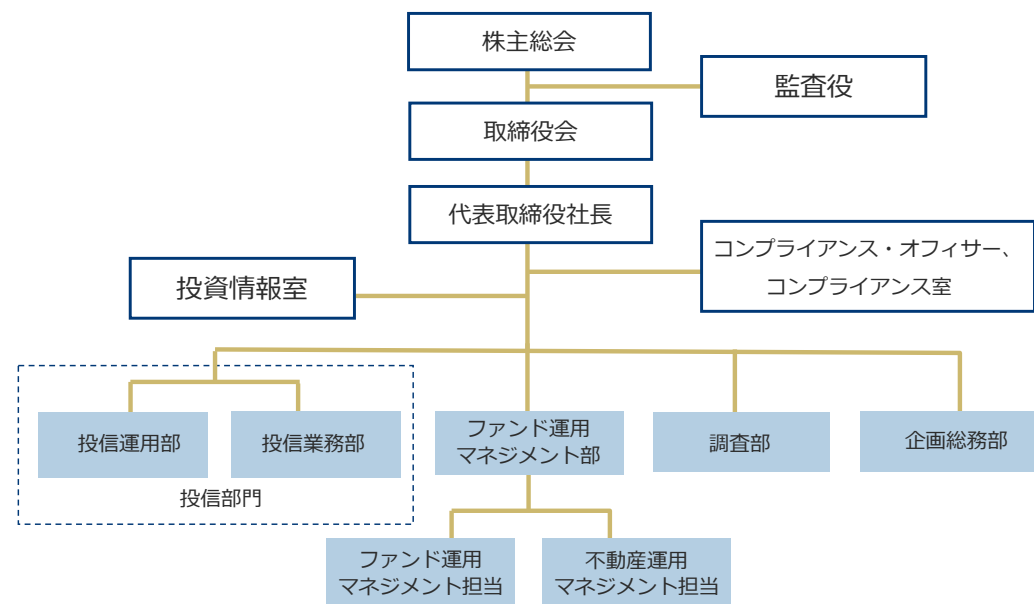 株主総会
監査役
取締役会
代表取締役社長
コンプライアンス・オフィサー、
コンプライアンス室
投資情報室
投信運用部
投信業務部
ファンド運用
マネジメント部
調査部
企画総務部
投信部門
ファンド運用
マネジメント担当
不動産運用
マネジメント担当